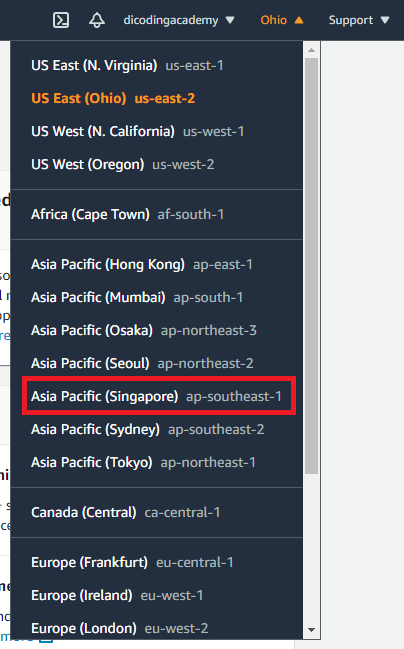 dicodingacademy Ohio Support
US East (N. Virginia) us-east-1
US East (Ohio) us-east-2
US West (N. California) us-west-1
US West (Oregon) us-west-2
Africa (Cape Town) af-south-1
Asia Pacific (Hong Kong) ap-east-1
Asia Pacific (Mumbai) ap-south-1
Asia Pacific (Osaka) ap-northeast-3
Asia Pacific (Seoul) ap-northeast-2
Asia Pacific (Singapore) ap-southeast-1
Asia Pacific (Sydney) ap-southeast-2
Asia Pacific (Tokyo) ap-northeast-1
Canada (Central) ca-central-1
Europe (Frankfurt) eu-central-1
Europe (Ireland) eu-west-1
Europe (London) eu-west-2